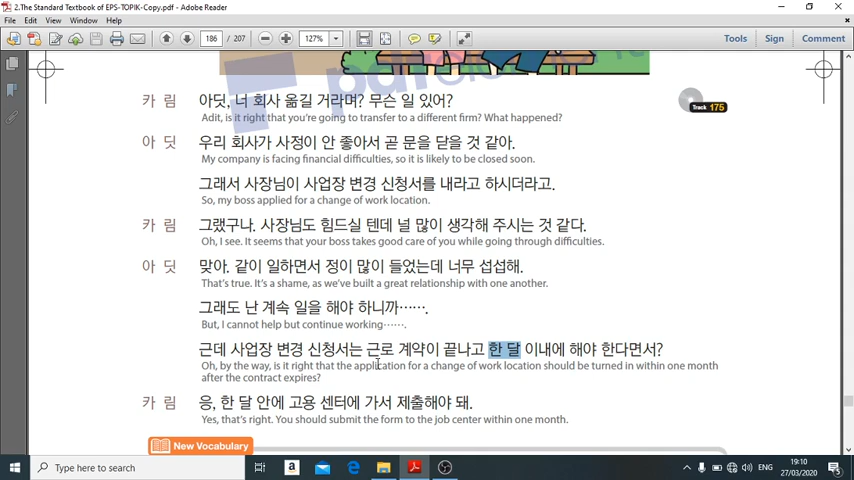 2.The Standard Textbook of EPS-TOPIK-Copy.pdf - Adobe Reader
File Edit View Window Help
186 / 207 127% Tools Sign Comment
Track 175
카 림 아딧, 너 회사 옮길 거라며? 무슨 일 있어?
Adit, is it right that you're going to transfer to a different firm? What happened?
아 딧 우리 회사가 사정이 안 좋아서 곧 문을 닫을 것 같아.
My company is facing financial difficulties, so it is likely to be closed soon.
그래서 사장님이 사업장 변경 신청서를 내라고 하시더라고.
So, my boss applied for a change of work location.
카 림 그랬구나. 사장님도 힘드실 텐데 널 많이 생각해 주시는 것 같다.
Oh, I see. It seems that your boss takes good care of you while going through difficulties.
아 딧 맞아. 같이 일하면서 정이 많이 들었는데 너무 섭섭해.
That's true. It's a shame, as we've built a great relationship with one another.
그래도 난 계속 일을 해야 하니까······.
But, I cannot help but continue working······.
근데 사업장 변경 신청서는 근로 계약이 끝나고 한 달 이내에 해야 한다면서?
Oh, by the way, is it right that the application for a change of work location should be turned in within one month
after the contract expires?
카 림 응, 한 달 안에 고용 센터에 가서 제출해야 돼.
Yes, that's right. You should submit the form to the job center within one month.
New Vocabulary
Type here to search
a
ENG
19:10
27/03/2020